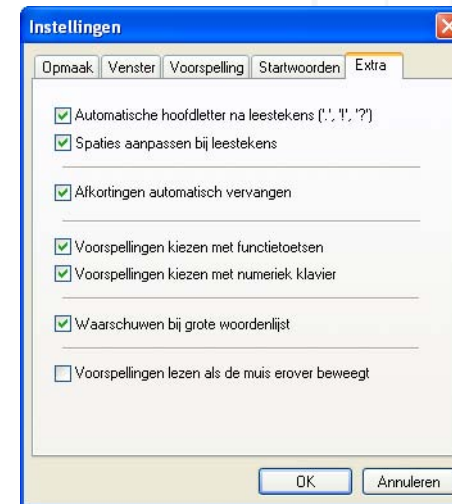 Instellingen
Opmaak Venster Voorspelling Startwoorden Extra
Automatische hoofdletter na leestekens ('.', '!', '?')
Spaties aanpassen bij leestekens
Afkortingen automatisch vervangen
Voorspellingen kiezen met functietoetsen
Voorspellingen kiezen met numeriek klavier
Waarschuwen bij grote woordenlijst
Voorspellingen lezen als de muis erover beweegt
OK Annuleren